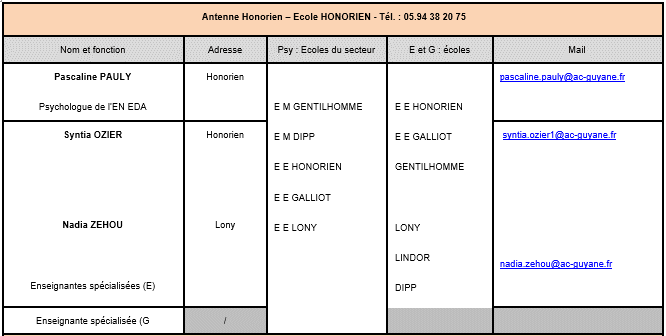 Antenne Honorien – Ecole HONORIEN - Tél. : 05.94 38 20 75
Nom et fonction Adresse Psy : Ecoles du secteur E et G : écoles Mail
Pascaline PAULY Honorien pascaline.pauly@ac-guyane.fr
Psychologue de l'EN EDA E M GENTILHOMME E E HONORIEN
Syntia OZIER Honorien E M DIPP E E GALLIOT syntia.ozier1@ac-guyane.fr
E E HONORIEN GENTILHOMME
E E GALLIOT
Nadia ZEHOU Lony E E LONY LONY
LINDOR nadia.zehou@ac-guyane.fr
Enseignantes spécialisées (E) DIPP
Enseignante spécialisée (G /